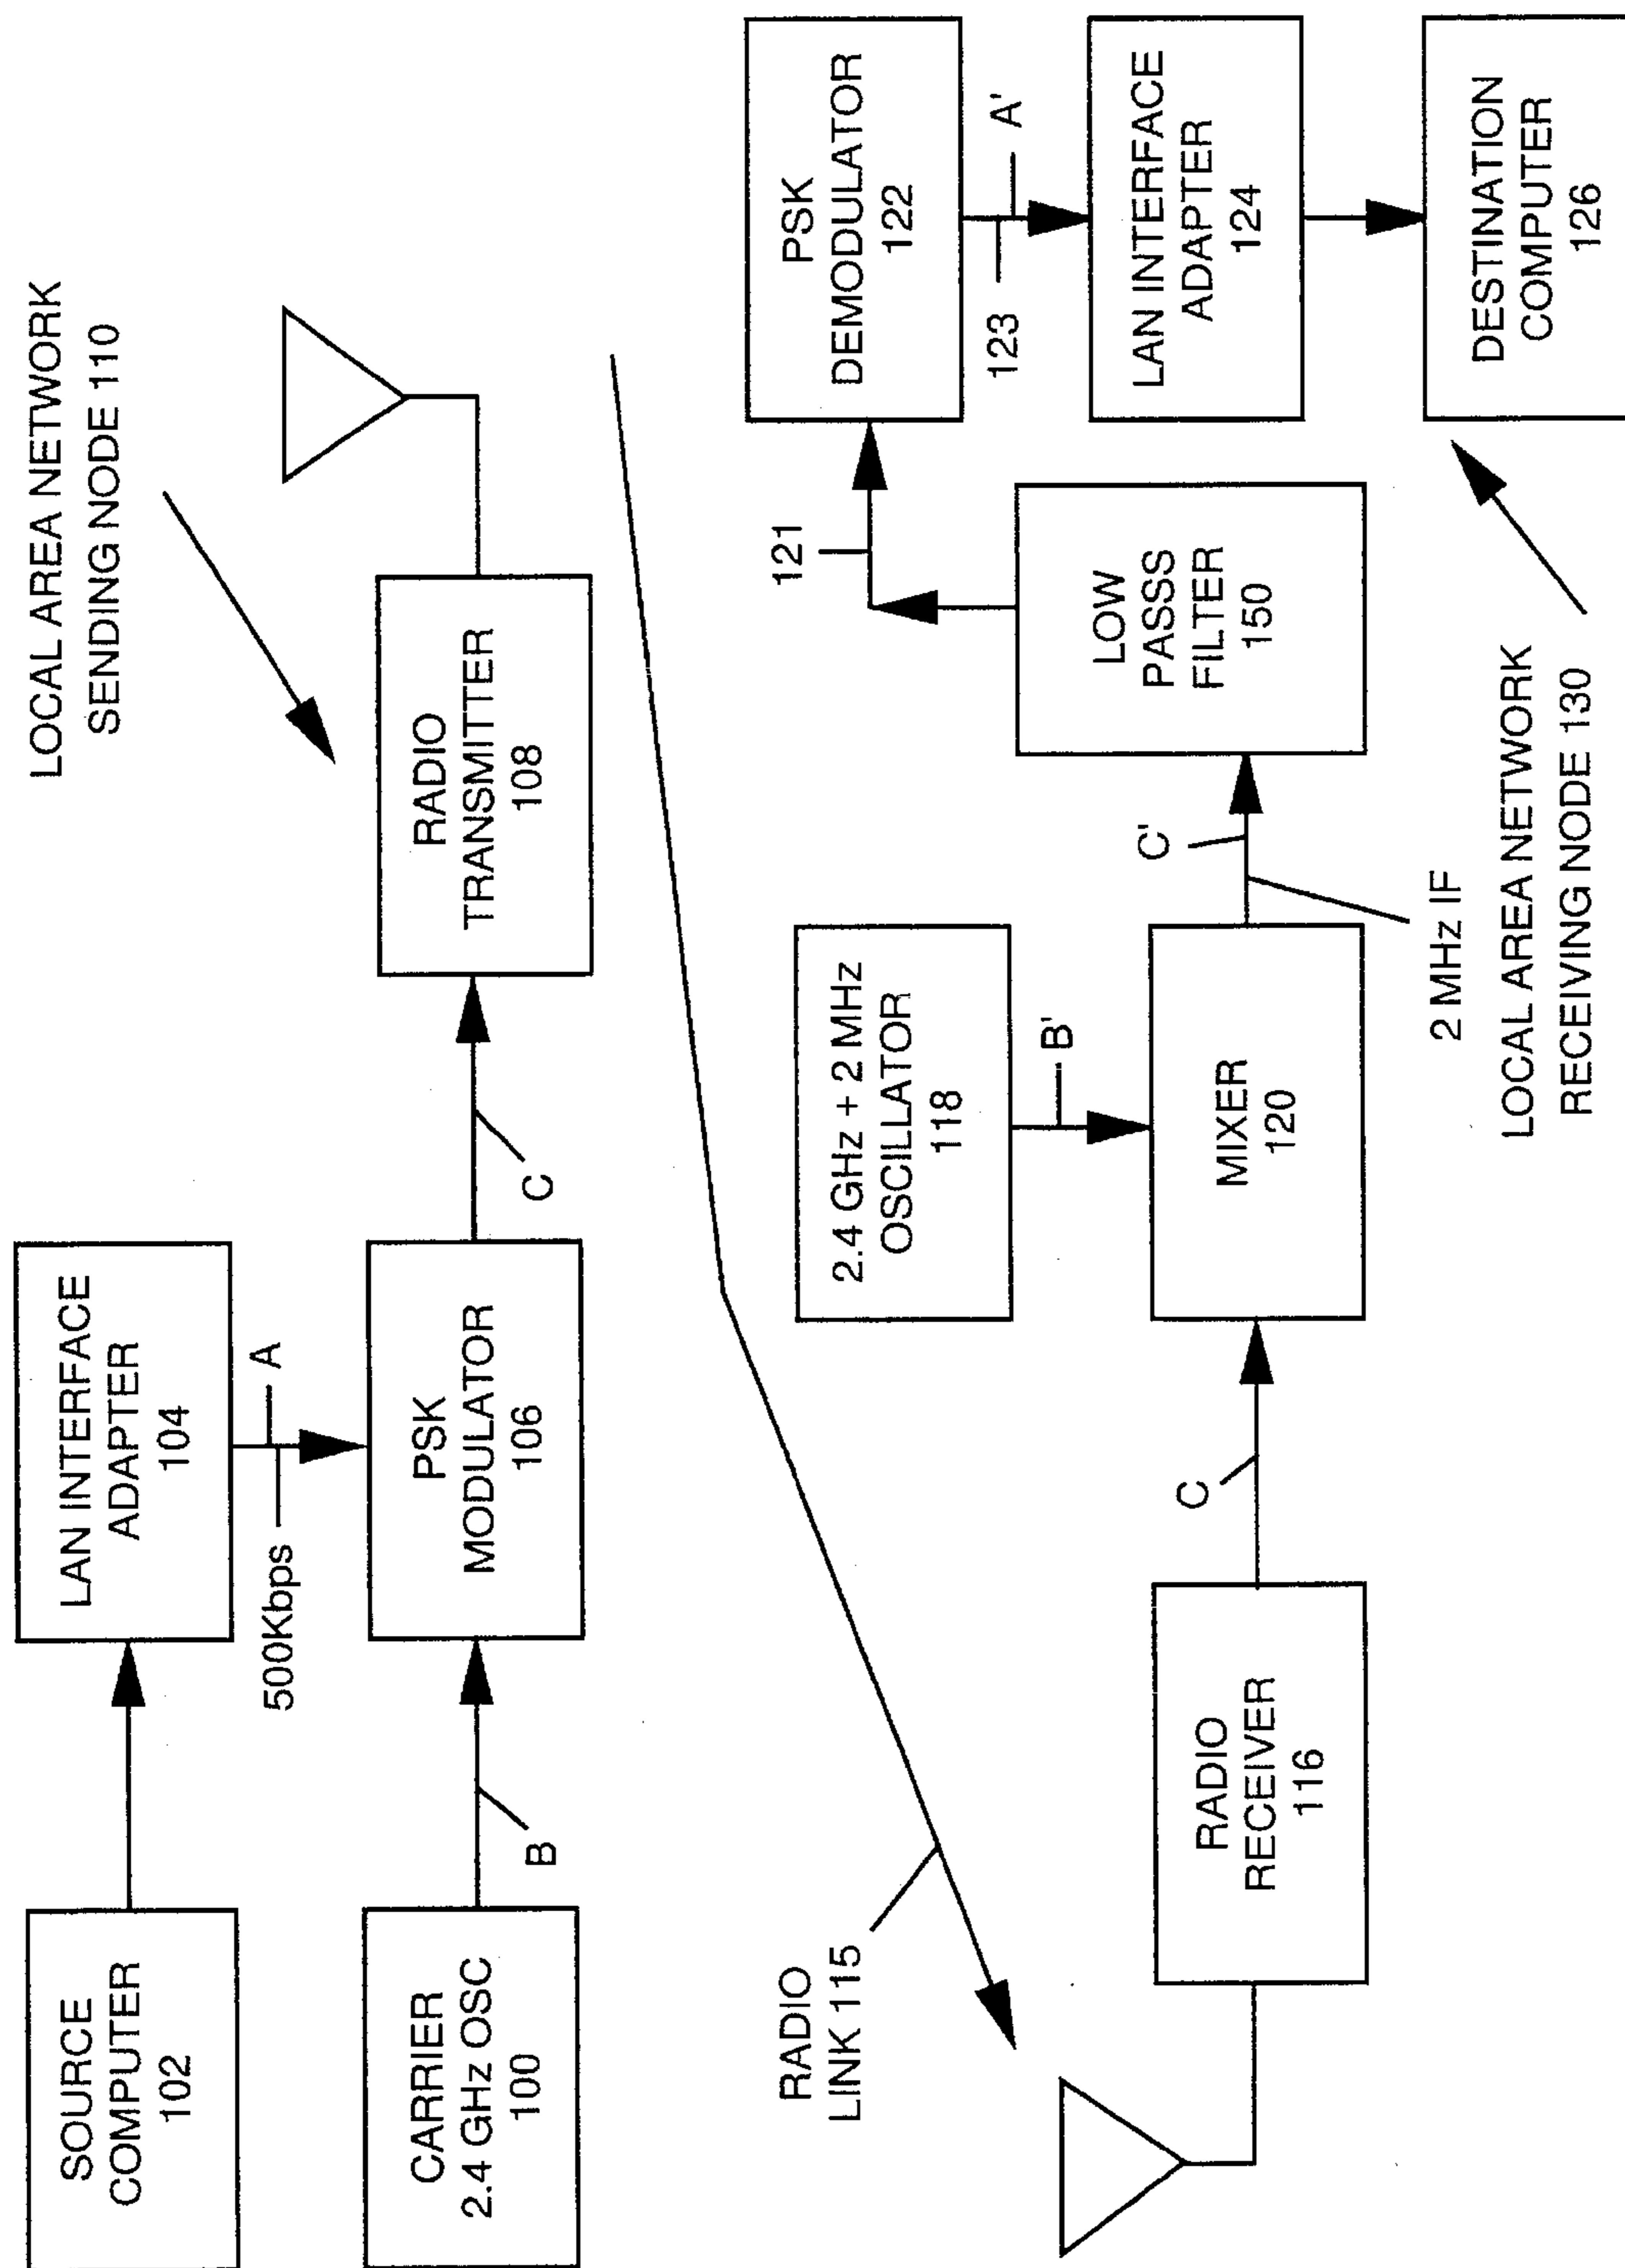 LOCAL AREA NETWORK
SENDING NODE 110
SOURCE
COMPUTER
102
LAN INTERFACE
ADAPTER
104
500Kbps
A
CARRIER
2.4 GHz OSC
100
B
PSK
MODULATOR
106
C
RADIO
TRANSMITTER
108
RADIO
LINK 115
RADIO
RECEIVER
116
C
2.4 GHz + 2 MHz
OSCILLATOR
118
B'
MIXER
120
C'
2 MHz IF
LOW
PASSS
FILTER
150
121
PSK
DEMODULATOR
122
123
A'
LAN INTERFACE
ADAPTER
124
DESTINATION
COMPUTER
126
LOCAL AREA NETWORK
RECEIVING NODE 130